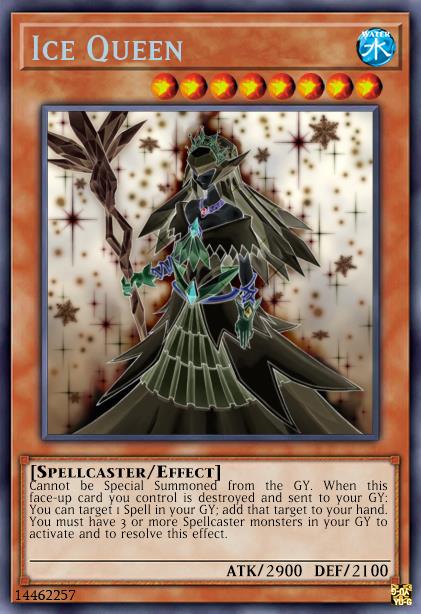 ICE QUEEN
WATER
水
[SPELLCASTER/EFFECT]
Cannot be Special Summoned from the GY. When this
face-up card you control is destroyed and sent to your GY:
You can target 1 Spell in your GY; add that target to your hand.
You must have 3 or more Spellcaster monsters in your GY to
activate and to resolve this effect.
ATK/2900 DEF/2100
14462257